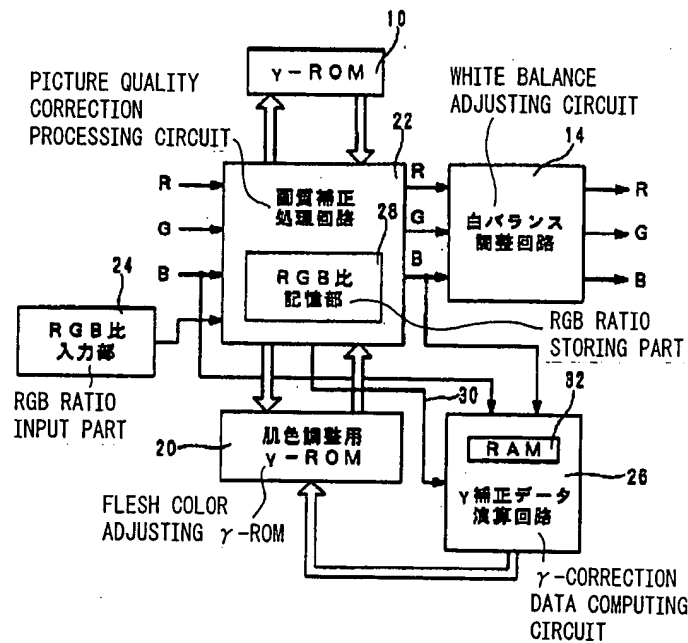 10
γ-ROM
PICTURE QUALITY
CORRECTION
PROCESSING CIRCUIT
WHITE BALANCE
ADJUSTING CIRCUIT
22
14
R
G
B
画質補正
処理回路
28
RGB比
記憶部
R
G
B
白バランス
調整回路
R
G
B
24
RGB比
入力部
RGB RATIO
INPUT PART
RGB RATIO
STORING PART
30
32
20
肌色調整用
γ-ROM
FLESH COLOR
ADJUSTING γ-ROM
RAM
26
γ補正データ
演算回路
γ-CORRECTION
DATA COMPUTING
CIRCUIT